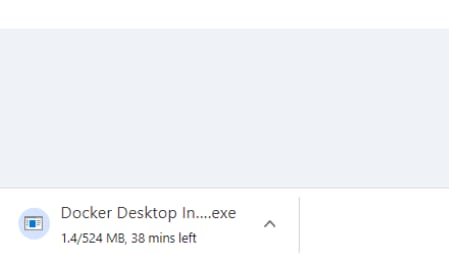 Docker Desktop In....exe
1.4/524 MB, 38 mins left